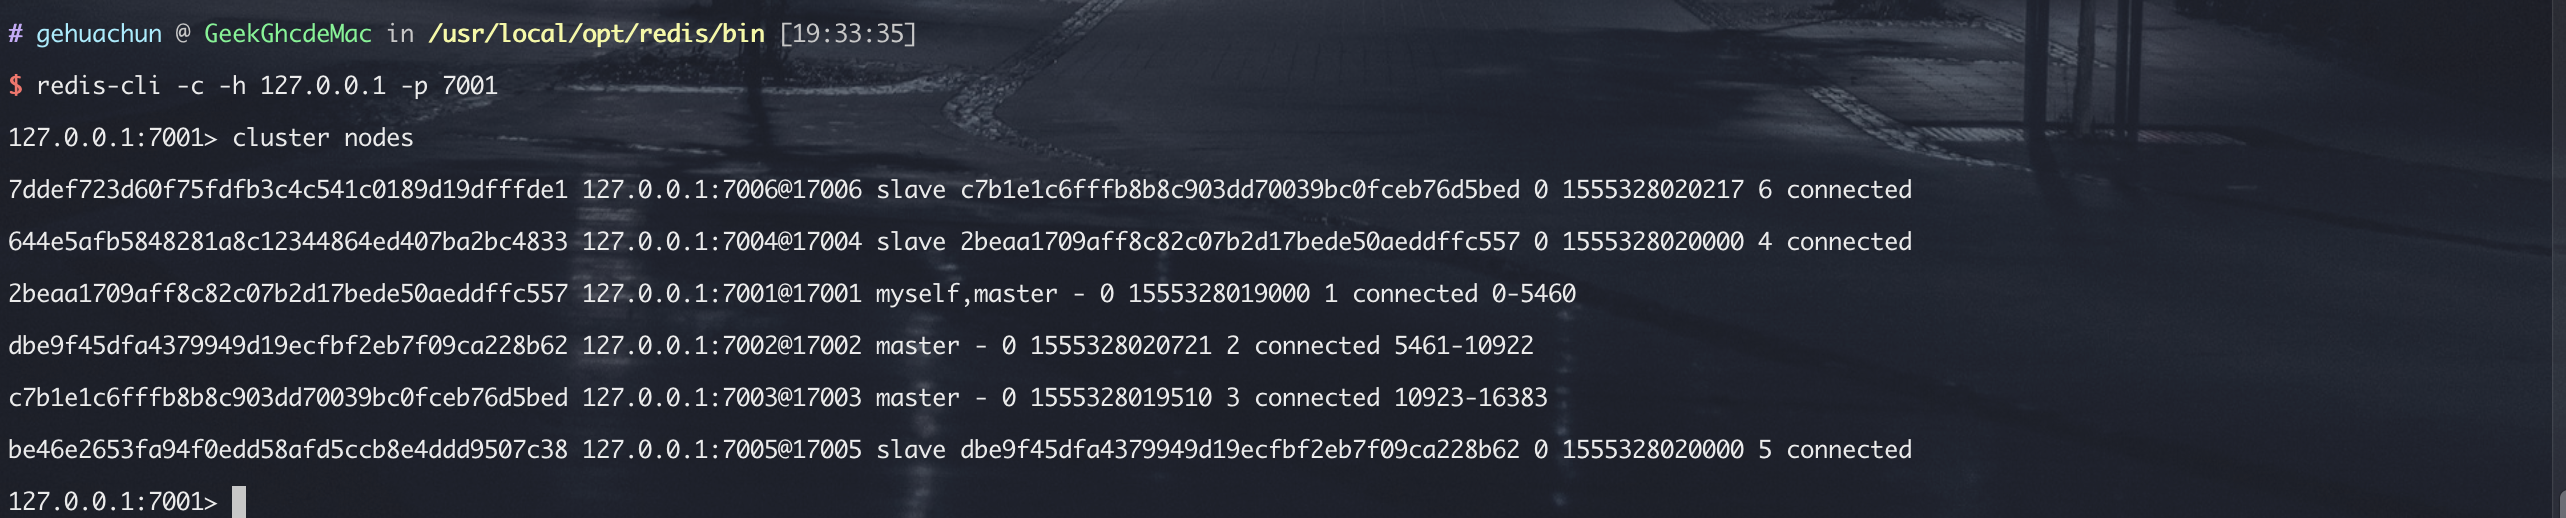 # gehuachun @ GeekGhcdeMac in /usr/local/opt/redis/bin [19:33:35]
$ redis-cli -c -h 127.0.0.1 -p 7001
127.0.0.1:7001> cluster nodes
7ddef723d60f75fdfb3c4c541c0189d19dfffde1 127.0.0.1:7006@17006 slave c7b1e1c6fffb8b8c903dd70039bc0fceb76d5bed 0 1555328020217 6 connected
644e5afb5848281a8c12344864ed407ba2bc4833 127.0.0.1:7004@17004 slave 2beaa1709aff8c82c07b2d17bede50aeddffc557 0 1555328020000 4 connected
2beaa1709aff8c82c07b2d17bede50aeddffc557 127.0.0.1:7001@17001 myself,master - 0 1555328019000 1 connected 0-5460
dbe9f45dfa4379949d19ecfbf2eb7f09ca228b62 127.0.0.1:7002@17002 master - 0 1555328020721 2 connected 5461-10922
c7b1e1c6fffb8b8c903dd70039bc0fceb76d5bed 127.0.0.1:7003@17003 master - 0 1555328019510 3 connected 10923-16383
be46e2653fa94f0edd58afd5ccb8e4ddd9507c38 127.0.0.1:7005@17005 slave dbe9f45dfa4379949d19ecfbf2eb7f09ca228b62 0 1555328020000 5 connected
127.0.0.1:7001>